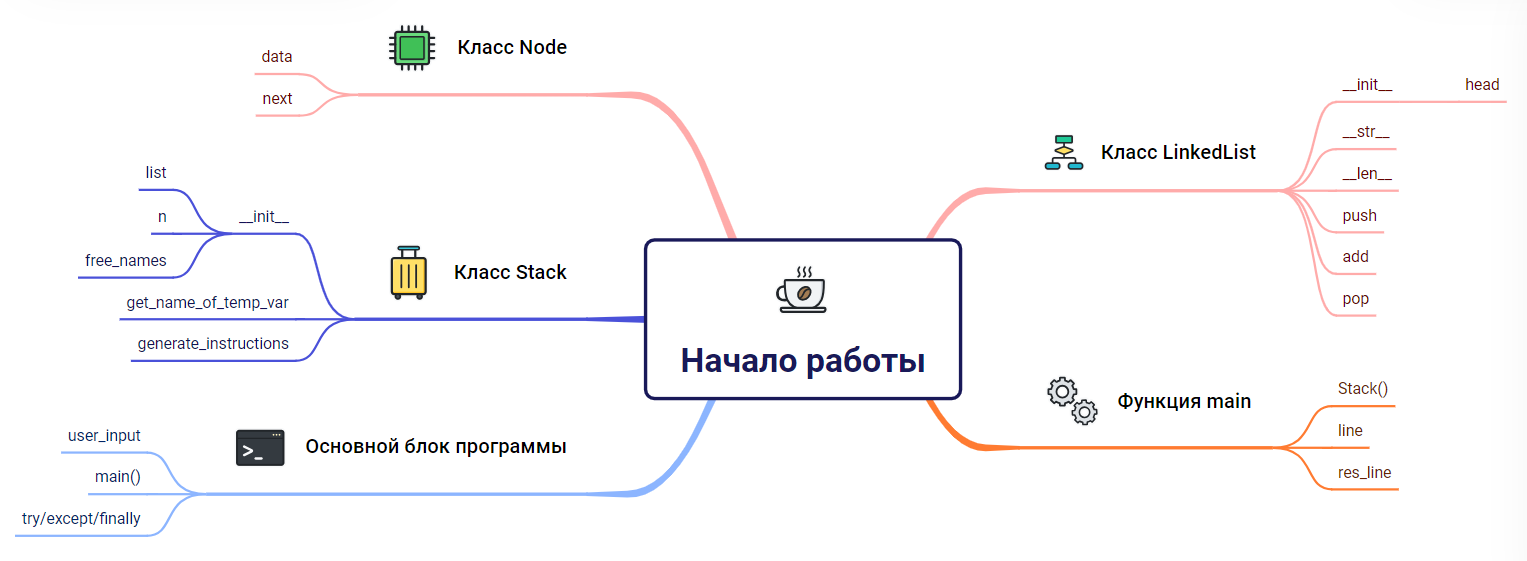 Начало работы
Класс Node
data
next
Класс Stack
__init__
list
n
free_names
get_name_of_temp_var
generate_instructions
Основной блок программы
user_input
main()
try/except/finally
>_
Класс LinkedList
__init__
head
__str__
__len__
push
add
pop
Функция main
Stack()
line
res_line